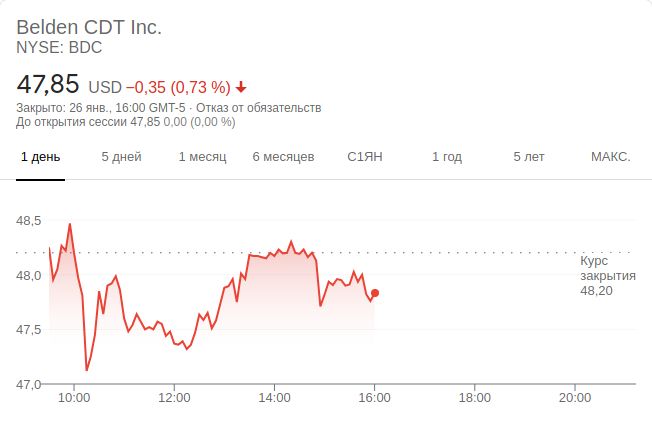 Belden CDT Inc.
NYSE: BDC
47,85 USD −0,35 (0,73 %)
Закрыто: 26 янв., 16:00 GMT-5 · Отказ от обязательств
До открытия сессии 47,85 0,00 (0,00 %)
1 день 5 дней 1 месяц 6 месяцев С1ЯН 1 год 5 лет МАКС.
48,5
48,0
47,5
47,0
Курс
закрытия
48,20
10:00 12:00 14:00 16:00 18:00 20:00